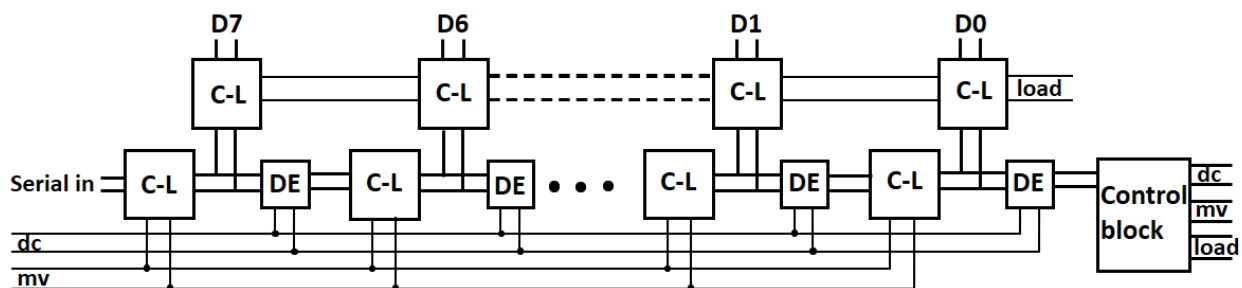 D7 D6 D1 D0
C-L C-L C-L C-L load
Serial in C-L DE C-L DE C-L DE C-L DE Control block dc mv load
dc
mv